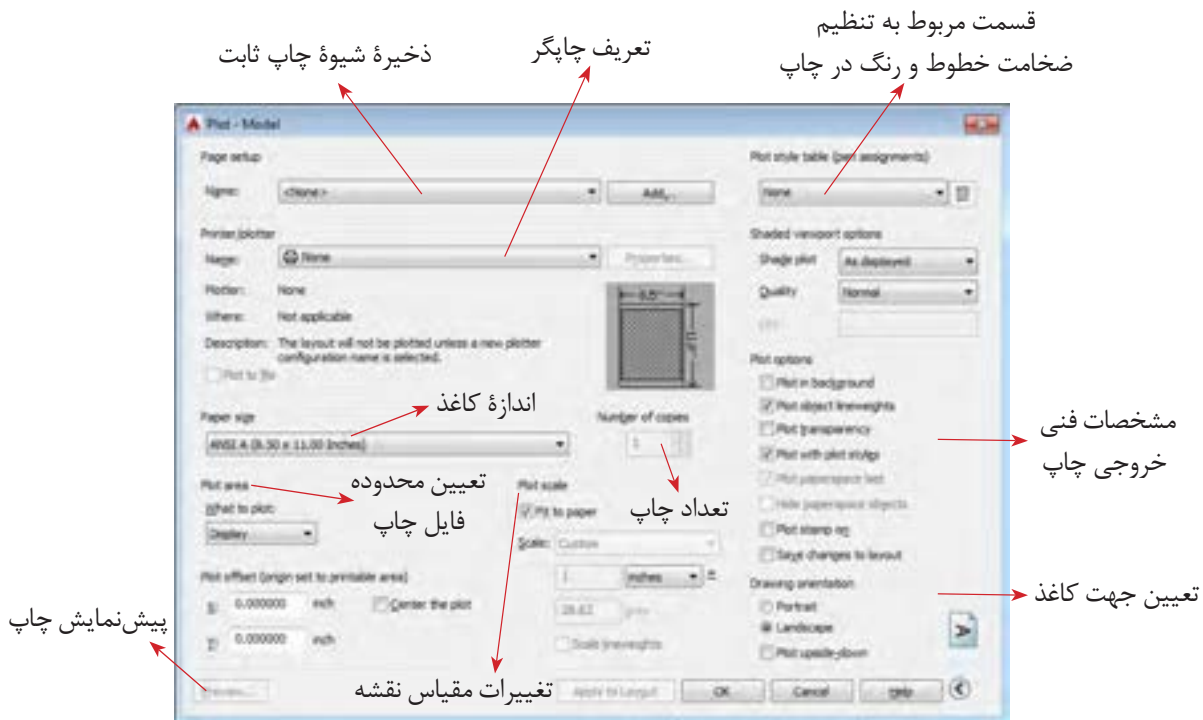 قسمت مربوط به تنظیم
ضخامت خطوط و رنگ در چاپ
تعریف چاپگر
ذخیرهٔ شیوهٔ چاپ ثابت
Plot - Model
Page setup
Name: <None> Add...
Plot style table (pen assignments)
None
Printer/plotter
Name: None Properties...
Plotter: None
Where: Not applicable
Description: The layout will not be plotted unless a new plotter
configuration name is selected.
Plot to file
8.5"
11.0"
Shaded viewport options
Shade plot As displayed
Quality Normal
DPI
Plot options
Plot in background
Plot object lineweights
Plot transparency
Plot with plot styles
Plot paperspace last
Hide paperspace objects
Plot stamp on
Save changes to layout
مشخصات فنی
خروجی چاپ
اندازهٔ کاغذ
Paper size
ANSI A (8.50 x 11.00 Inches)
Number of copies
1
تعداد چاپ
Plot area
What to plot:
Display
تعیین محدوده
فایل چاپ
Plot scale
Fit to paper
Scale: Custom
1 inches =
units
Scale lineweights
Plot offset (origin set to printable area)
X: 0.000000 inch Center the plot
Y: 0.000000 inch
Drawing orientation
Portrait
Landscape
Plot upside-down
A
تعیین جهت کاغذ
پیش‌نمایش چاپ
تغییرات مقیاس نقشه
Preview... Apply to Layout OK Cancel Help